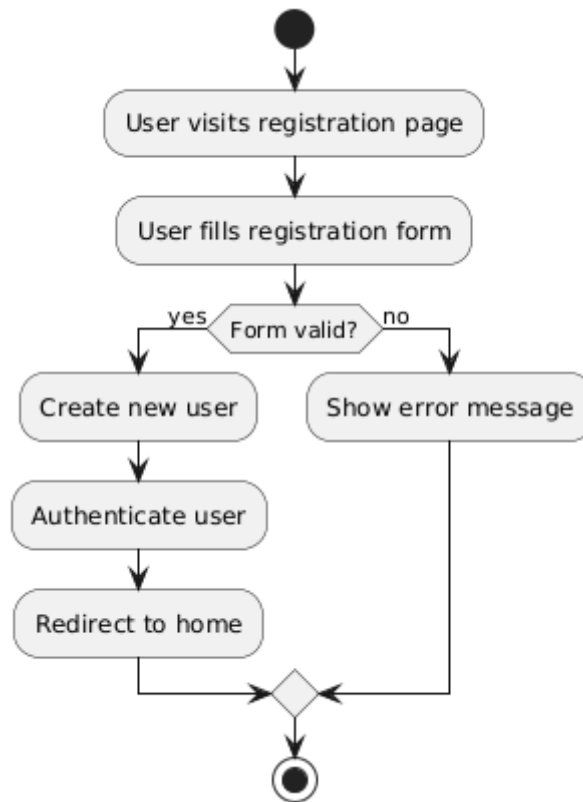 User visits registration page
User fills registration form
yes
Form valid?
no
Create new user
Show error message
Authenticate user
Redirect to home